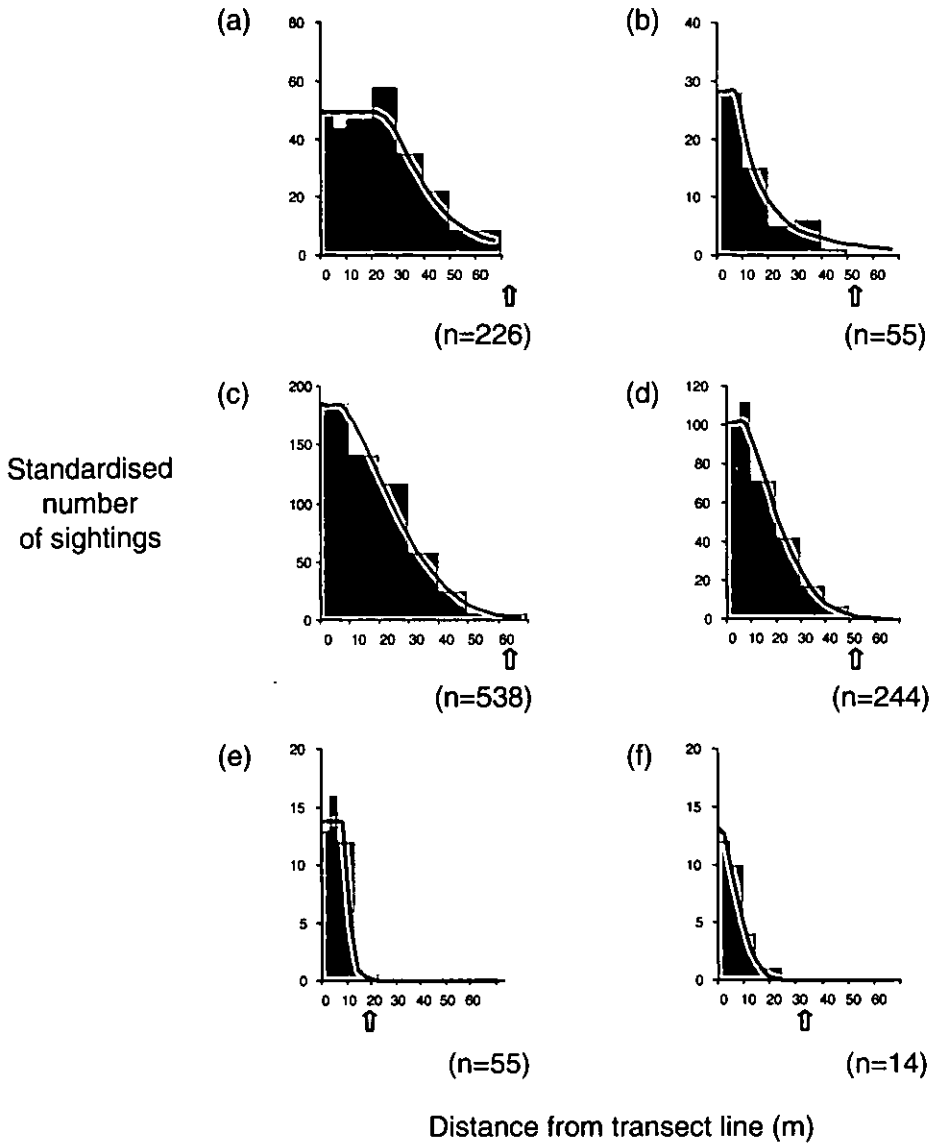 (a)
80
60
40
20
0
0 10 20 30 40 50 60
⇧
(n=226)
(b)
40
30
20
10
0
0 10 20 30 40 50 60
⇧
(n=55)
(c)
200
150
100
50
0
0 10 20 30 40 50 60
⇧
(n=538)
(d)
120
100
80
60
40
20
0
0 10 20 30 40 50 60
⇧
(n=244)
Standardised
number
of sightings
(e)
20
15
10
5
0
0 10 20 30 40 50 60
⇧
(n=55)
(f)
20
15
10
5
0
0 10 20 30 40 50 60
⇧
(n=14)
Distance from transect line (m)